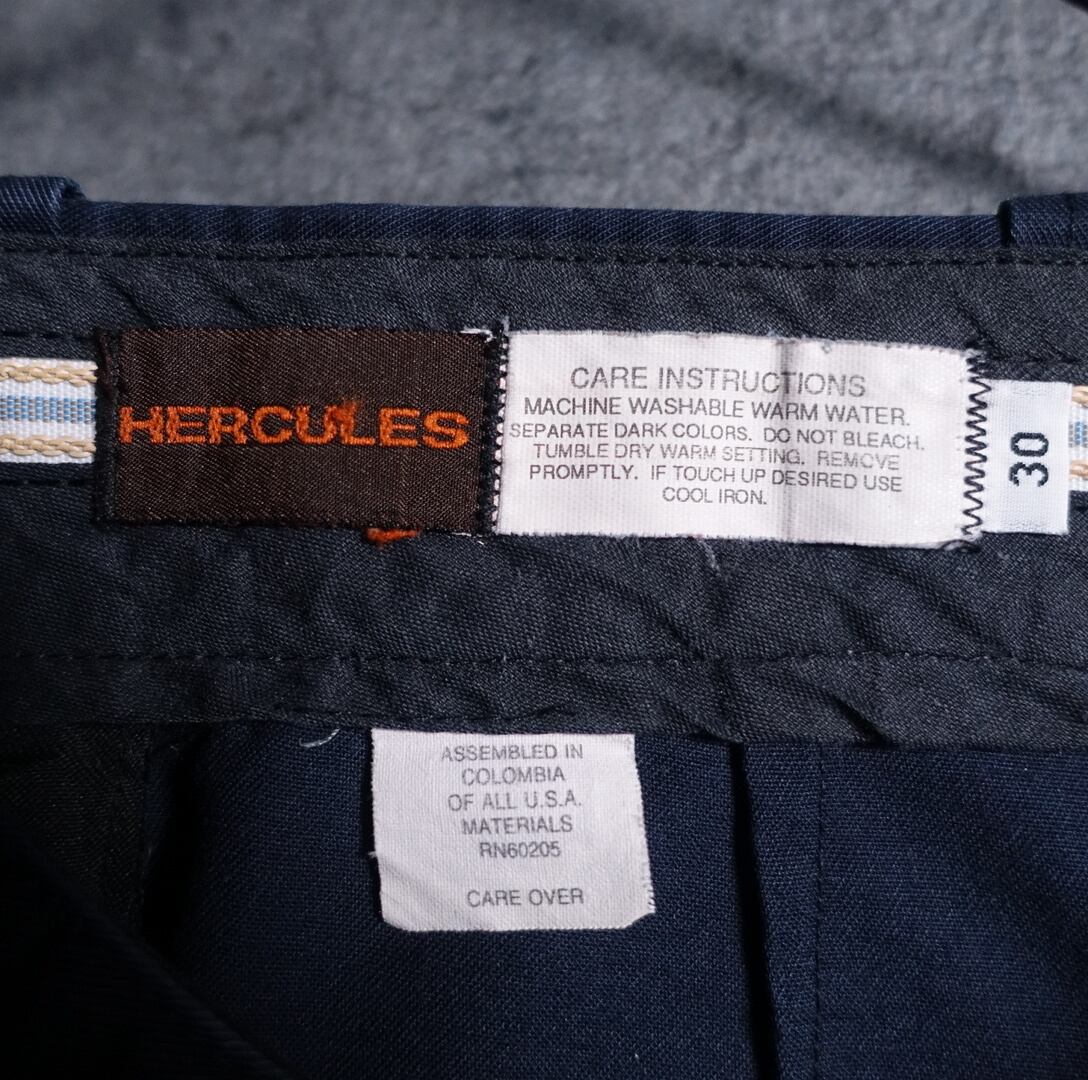 HERCULES
CARE INSTRUCTIONS
MACHINE WASHABLE WARM WATER.
SEPARATE DARK COLORS. DO NOT BLEACH.
TUMBLE DRY WARM SETTING. REMOVE
PROMPTLY. IF TOUCH UP DESIRED USE
COOL IRON.
30
ASSEMBLED IN
COLOMBIA
OF ALL U.S.A.
MATERIALS
RN60205
CARE OVER